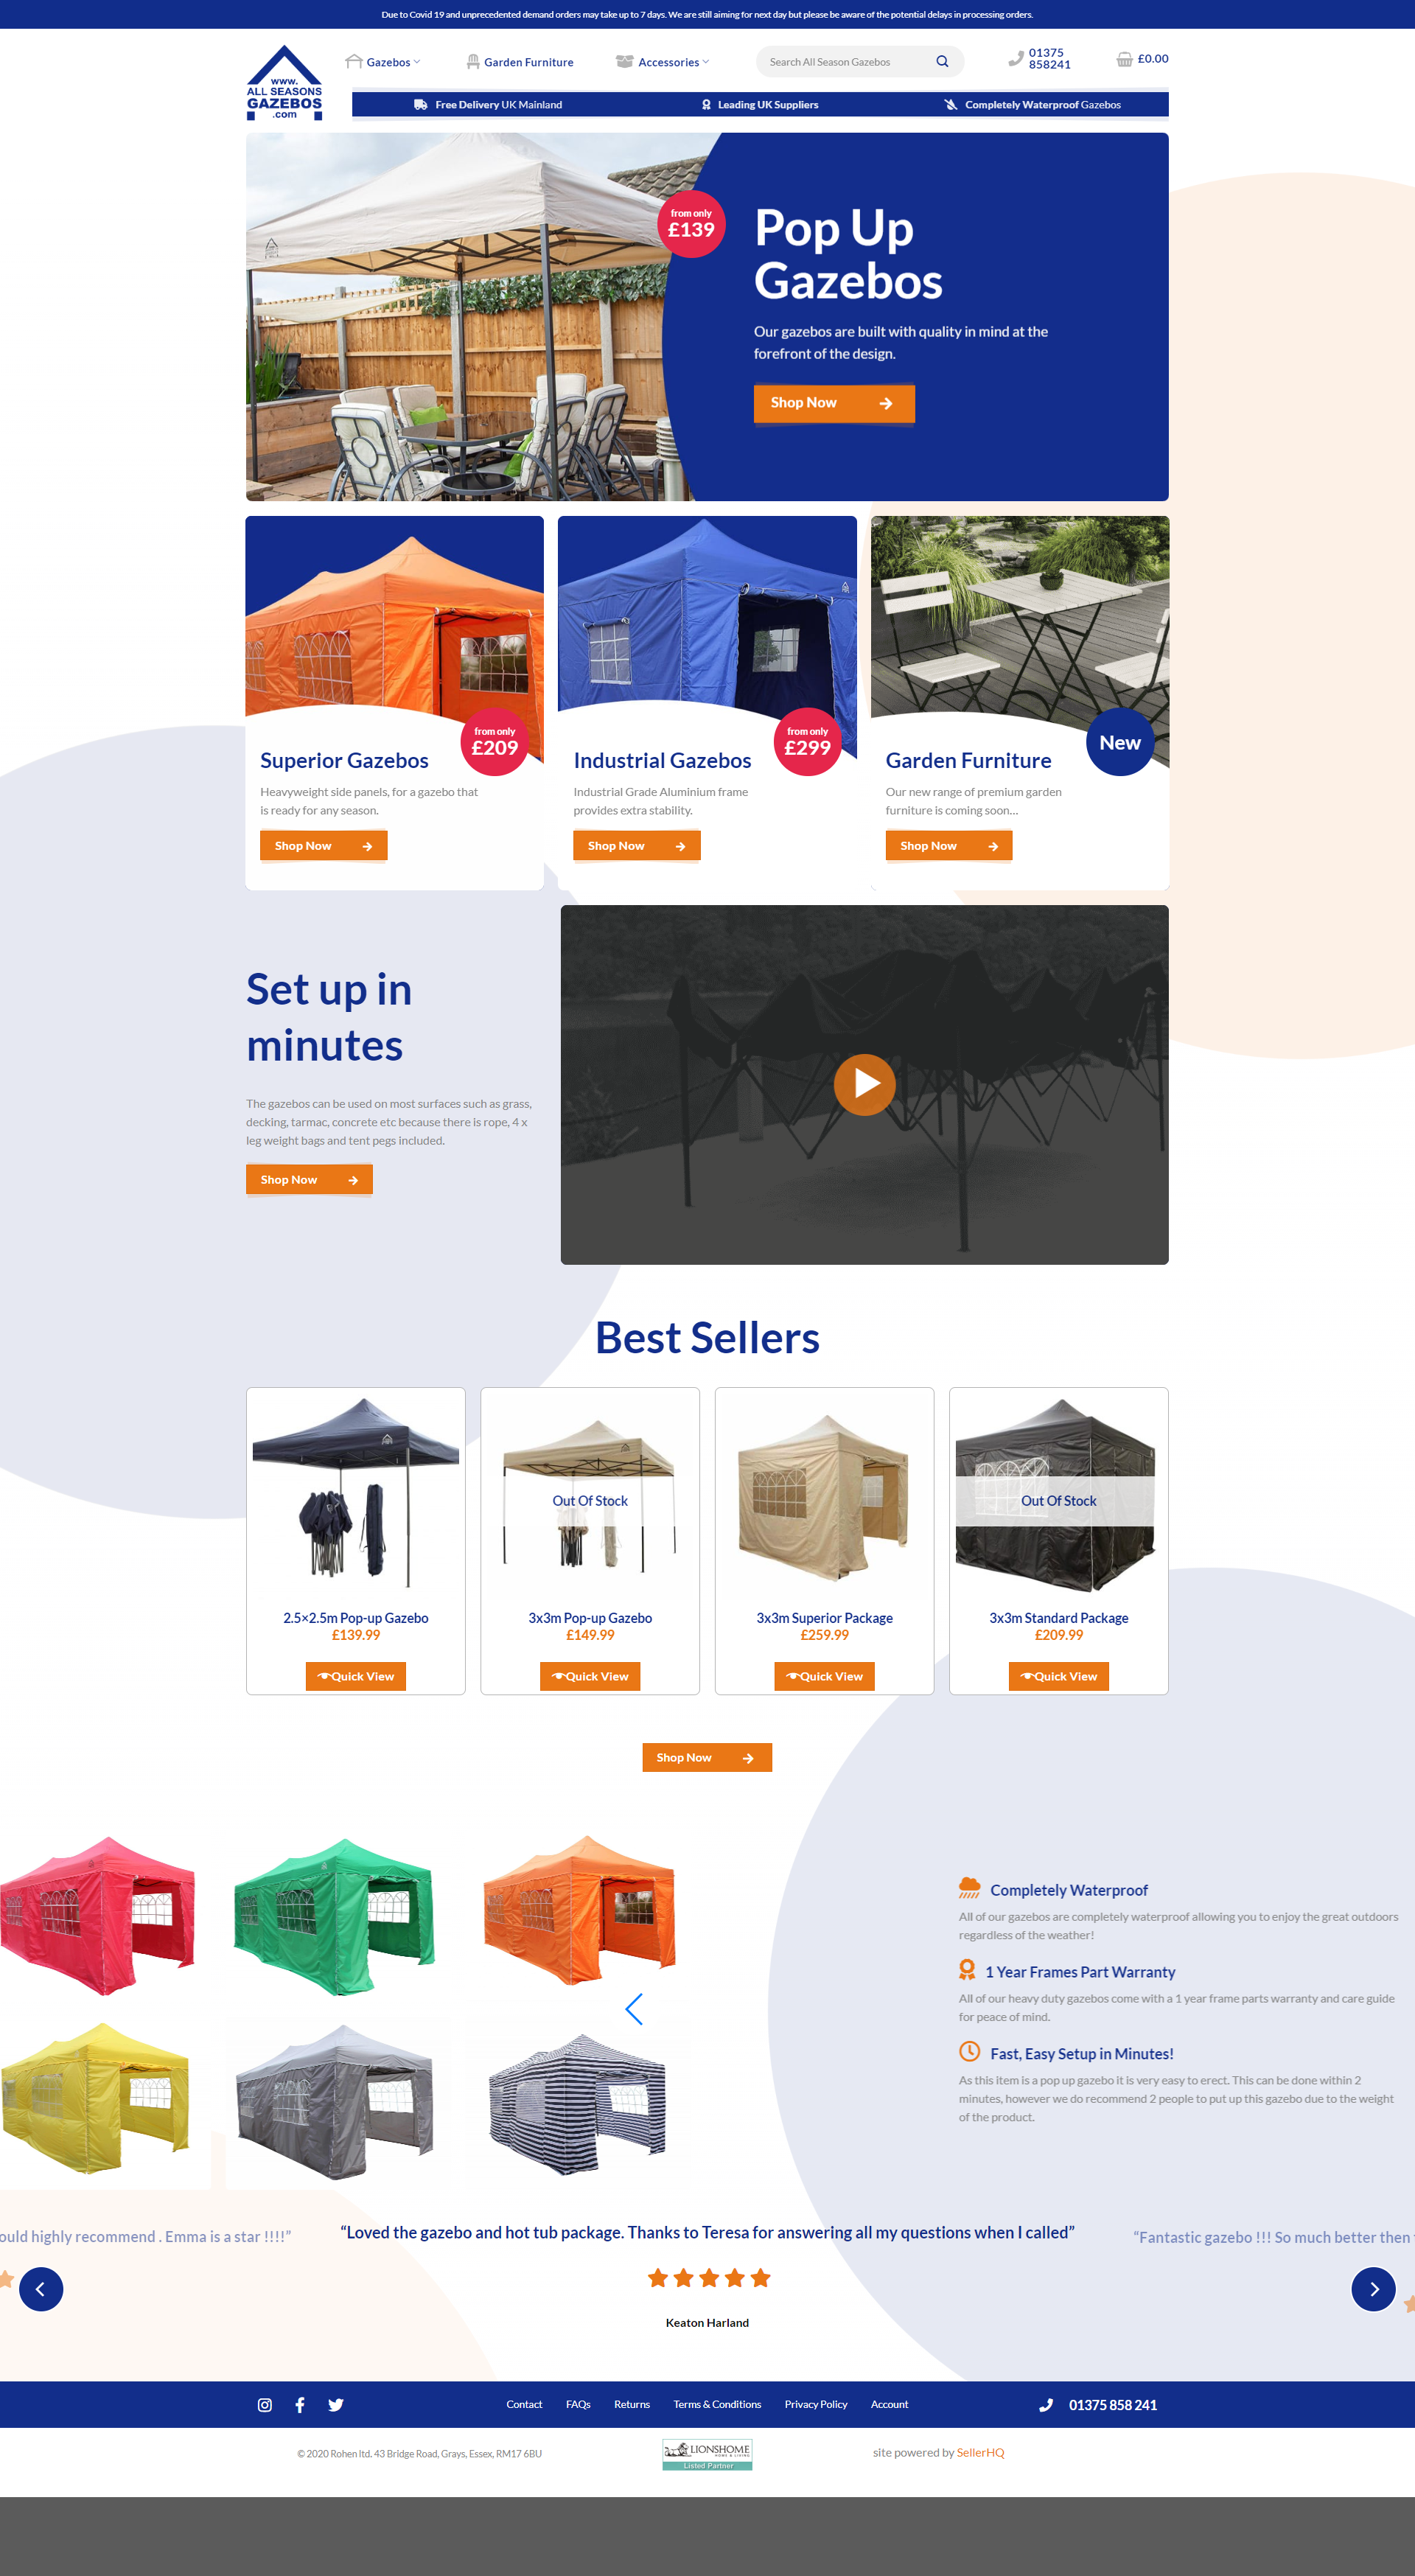 Due to Covid 19 and unprecedented demand orders may take up to 7 days. We are still aiming for next day but please be aware of the potential delays in processing orders.
www.
ALL SEASONS
GAZEBOS
.com
Gazebos
Garden Furniture
Accessories
Search All Season Gazebos
01375
858241
£0.00
Free Delivery UK Mainland
Leading UK Suppliers
Completely Waterproof Gazebos
from only
£139
Pop Up
Gazebos
Our gazebos are built with quality in mind at the
forefront of the design.
Shop Now
from only
£209
Superior Gazebos
Heavyweight side panels, for a gazebo that
is ready for any season.
Shop Now
from only
£299
Industrial Gazebos
Industrial Grade Aluminium frame
provides extra stability.
Shop Now
New
Garden Furniture
Our new range of premium garden
furniture is coming soon...
Shop Now
Set up in
minutes
The gazebos can be used on most surfaces such as grass,
decking, tarmac, concrete etc because there is rope, 4 x
leg weight bags and tent pegs included.
Shop Now
Best Sellers
2.5×2.5m Pop-up Gazebo
£139.99
Quick View
Out Of Stock
3x3m Pop-up Gazebo
£149.99
Quick View
3x3m Superior Package
£259.99
Quick View
Out Of Stock
3x3m Standard Package
£209.99
Quick View
Shop Now
Completely Waterproof
All of our gazebos are completely waterproof allowing you to enjoy the great outdoors
regardless of the weather!
1 Year Frames Part Warranty
All of our heavy duty gazebos come with a 1 year frame parts warranty and care guide
for peace of mind.
Fast, Easy Setup in Minutes!
As this item is a pop up gazebo it is very easy to erect. This can be done within 2
minutes, however we do recommend 2 people to put up this gazebo due to the weight
of the product.
ould highly recommend . Emma is a star !!!!”
“Loved the gazebo and hot tub package. Thanks to Teresa for answering all my questions when I called”
Keaton Harland
“Fantastic gazebo !!! So much better then
Contact
FAQs
Returns
Terms & Conditions
Privacy Policy
Account
01375 858 241
© 2020 Rohen ltd. 43 Bridge Road, Grays, Essex, RM17 6BU
LIONSHOME
HOME & LIVING
Listed Partner
site powered by SellerHQ